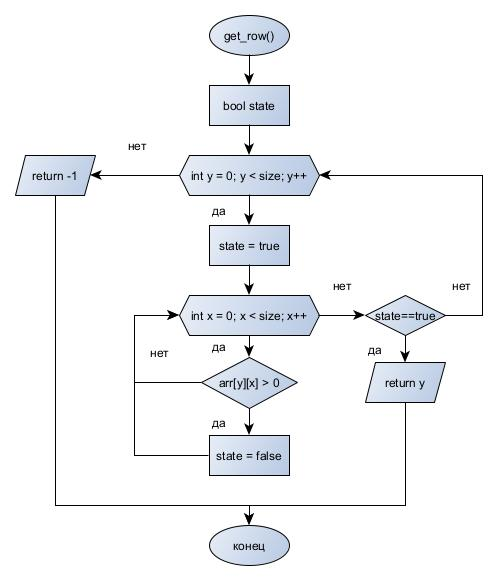 get_row()
bool state
нет
return -1
int y = 0; y < size; y++
да
state = true
нет
нет
int x = 0; x < size; x++
state==true
нет
да
да
arr[y][x] > 0
return y
да
state = false
конец